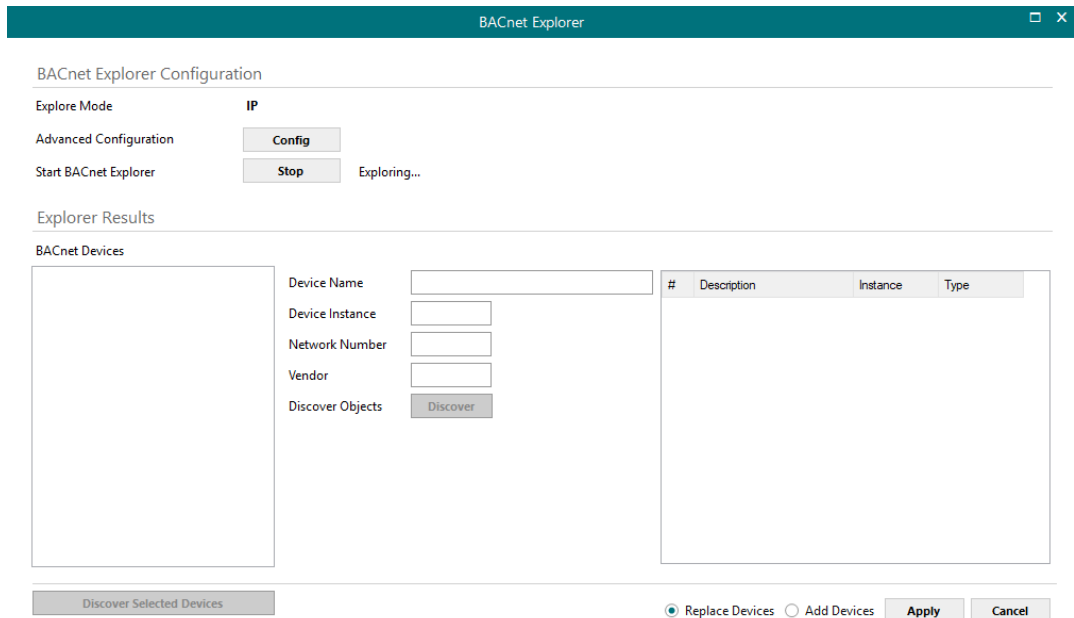 BACnet Explorer
BACnet Explorer Configuration
Explore Mode IP
Advanced Configuration Config
Start BACnet Explorer Stop Exploring...
Explorer Results
BACnet Devices
Device Name
# Description Instance Type
Device Instance
Network Number
Vendor
Discover Objects Discover
Discover Selected Devices
Replace Devices Add Devices Apply Cancel